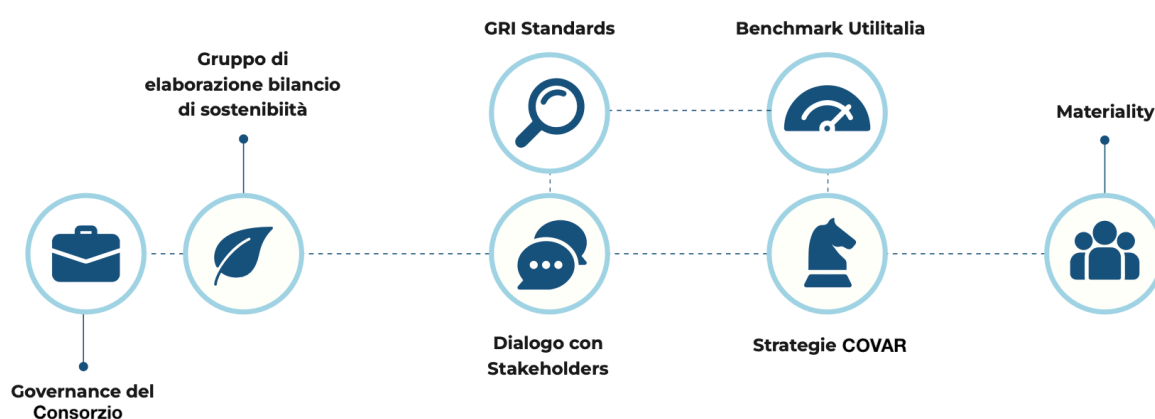 GRI Standards
Benchmark Utilitalia
Gruppo di
elaborazione bilancio
di sostenibiità
Materiality
Dialogo con
Stakeholders
Strategie COVAR
Governance del
Consorzio